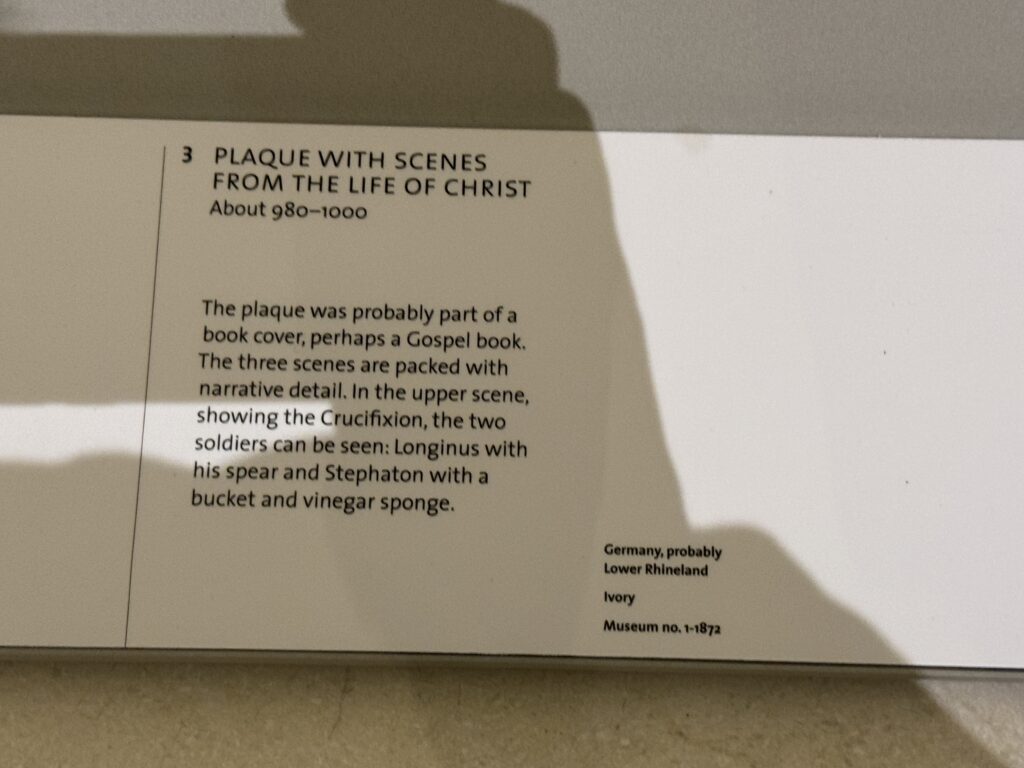 3 PLAQUE WITH SCENES
FROM THE LIFE OF CHRIST
About 980–1000
The plaque was probably part of a
book cover, perhaps a Gospel book.
The three scenes are packed with
narrative detail. In the upper scene,
showing the Crucifixion, the two
soldiers can be seen: Longinus with
his spear and Stephaton with a
bucket and vinegar sponge.
Germany, probably
Lower Rhineland
Ivory
Museum no. 1-1872